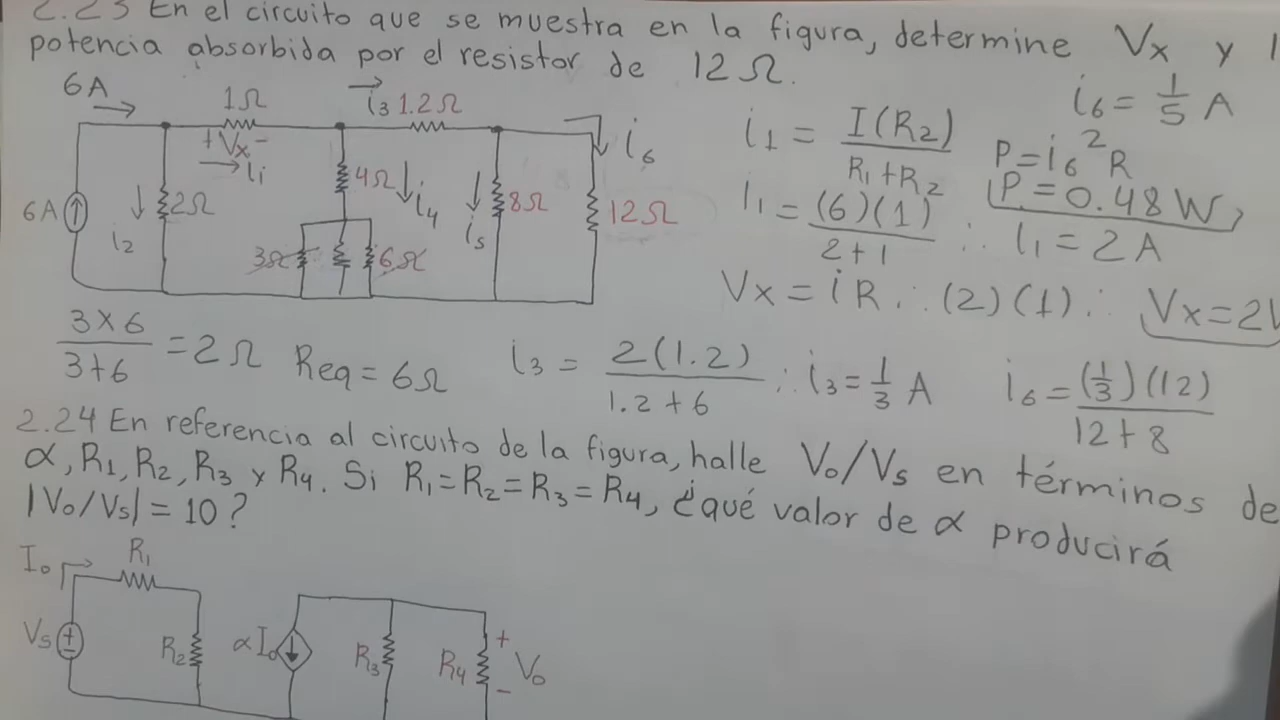 2.23 En el circuito que se muestra en la figura, determine Vx y l
potencia absorbida por el resistor de 12Ω.
6A
1Ω
i3 1.2Ω
+ Vx -
i1
i6
6A
2Ω
i2
4Ω
i4
i5
8Ω
12Ω
3Ω
6Ω
i1 = I(R2) / R1+R2
i1 = (6)(1) / 2+1 ∴ i1 = 2A
i6 = 1/5 A
P = i6² R
P = 0.48W
Vx = iR ∴ (2)(1) ∴ Vx = 2V
3x6 / 3+6 = 2Ω
Req = 6Ω
i3 = 2(1.2) / 1.2+6 ∴ i3 = 1/3 A
i6 = (1/3)(12) / 12+8
2.24 En referencia al circuito de la figura, halle Vo/Vs en términos de
α, R1, R2, R3 y R4. Si R1=R2=R3=R4, ¿qué valor de α producirá
|Vo/Vs| = 10?
Io
R1
Vs
+
-
R2
αIo
R3
R4
+
Vo
-